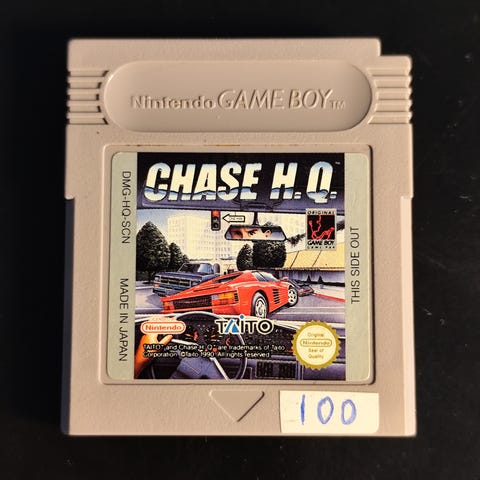 Nintendo GAME BOY TM
DMG-HQ-SCN
MADE IN JAPAN
CHASE H.Q.
ORIGINAL
GAME BOY
GAME PAK
THIS SIDE OUT
Nintendo
TAITO
"TAITO" and Chase H.Q." are trademarks of Taito
Corporation. ©Taito 1990. All rights reserved.
Original
Nintendo
Seal of
Quality
100